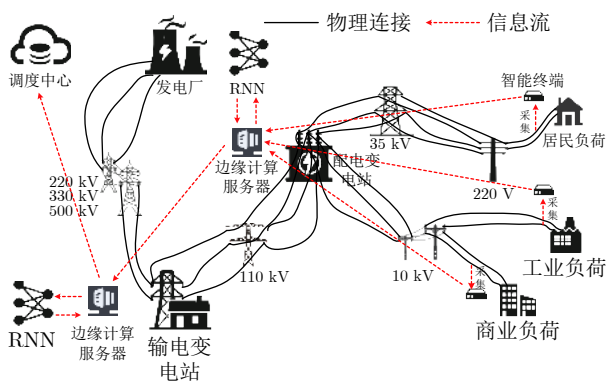 物理连接
信息流
调度中心
发电厂
RNN
智能终端
采集
居民负荷
35 kV
边缘计算
服务器
配电变
电站
220 kV
330 kV
500 kV
220 V
采集
工业负荷
110 kV
10 kV
采集
商业负荷
RNN
边缘计算
服务器
输电变
电站